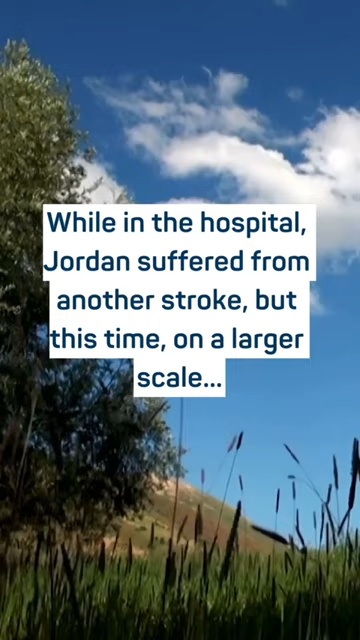 While in the hospital,
Jordan suffered from
another stroke, but
this time, on a larger
scale...